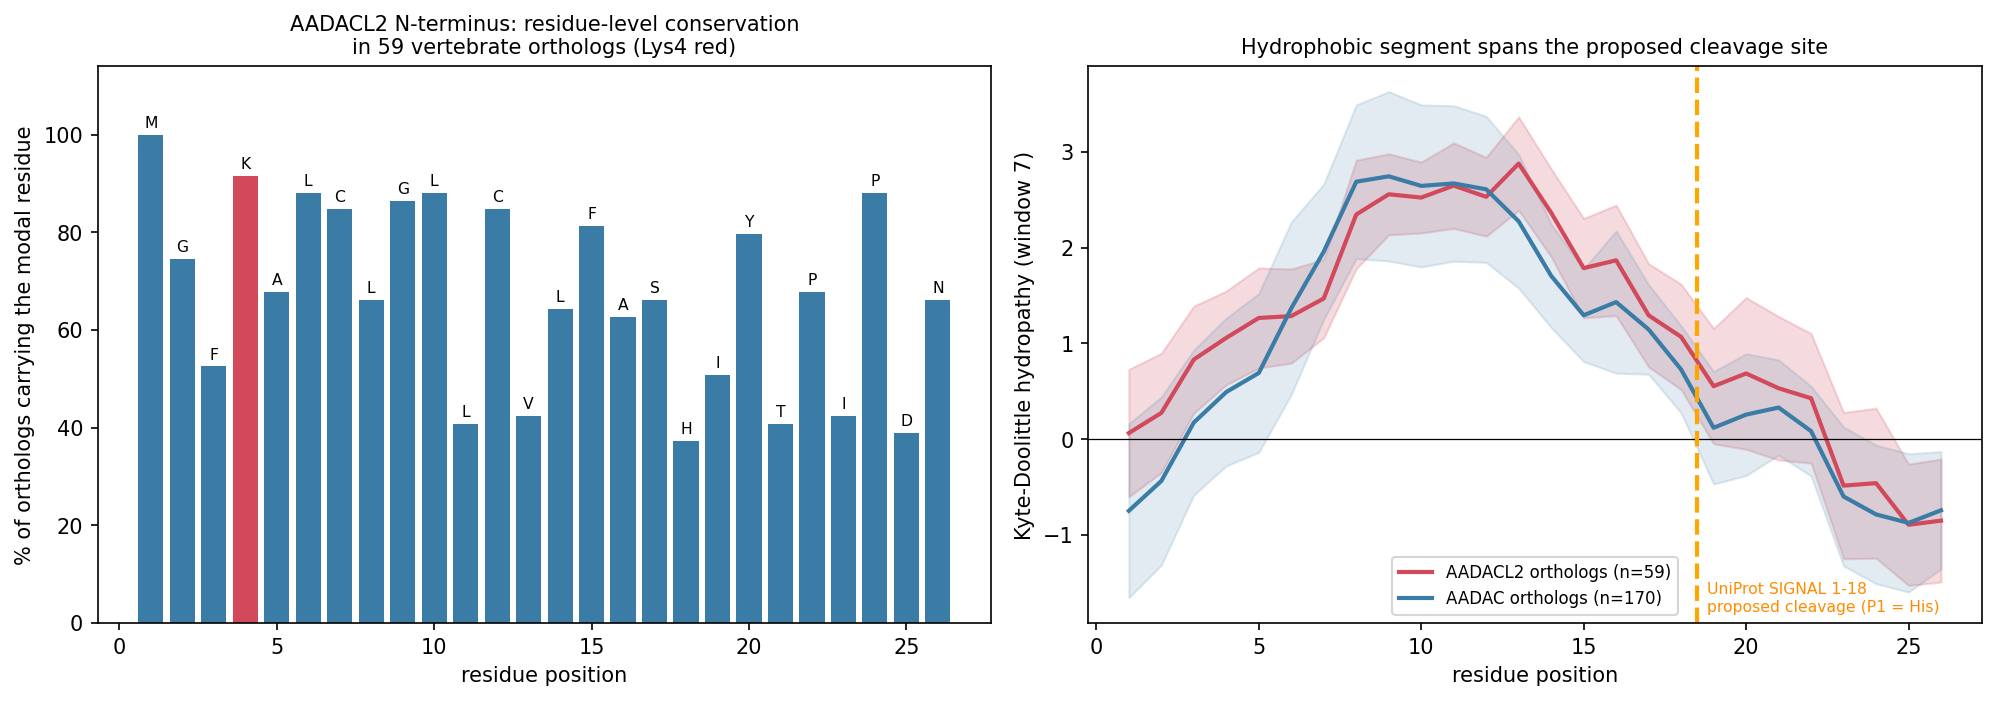 AADACL2 N-terminus: residue-level conservation
in 59 vertebrate orthologs (Lys4 red)
% of orthologs carrying the modal residue
100
80
60
40
20
0
M
G
F
K
A
L
C
L
G
L
L
C
V
L
F
A
S
H
I
Y
T
P
I
P
D
N
0
5
10
15
20
25
residue position
Hydrophobic segment spans the proposed cleavage site
Kyte-Doolittle hydropathy (window 7)
3
2
1
0
−1
AADACL2 orthologs (n=59)
AADAC orthologs (n=170)
UniProt SIGNAL 1-18
proposed cleavage (P1 = His)
0
5
10
15
20
25
residue position